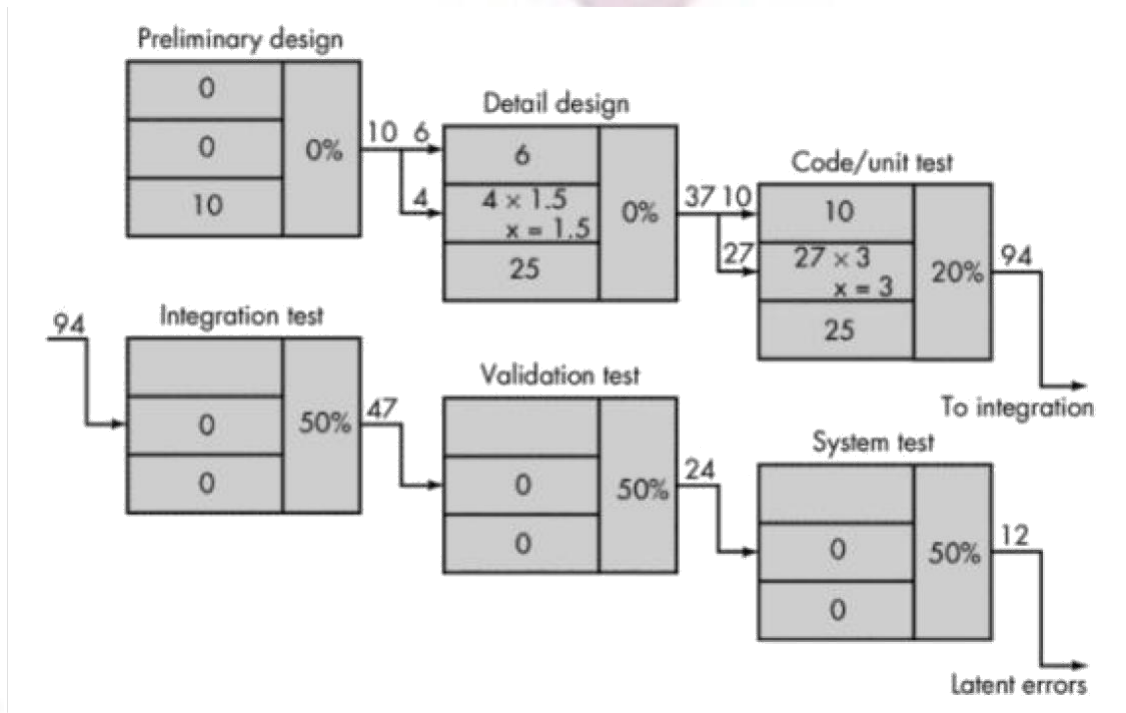 Preliminary design
0
0
10
0%
10 6
4
Detail design
6
4 × 1.5
x = 1.5
25
0%
37 10
27
Code/unit test
10
27 × 3
x = 3
25
20%
94
To integration
94
Integration test
0
0
50%
47
Validation test
0
0
50%
24
System test
0
0
50%
12
Latent errors